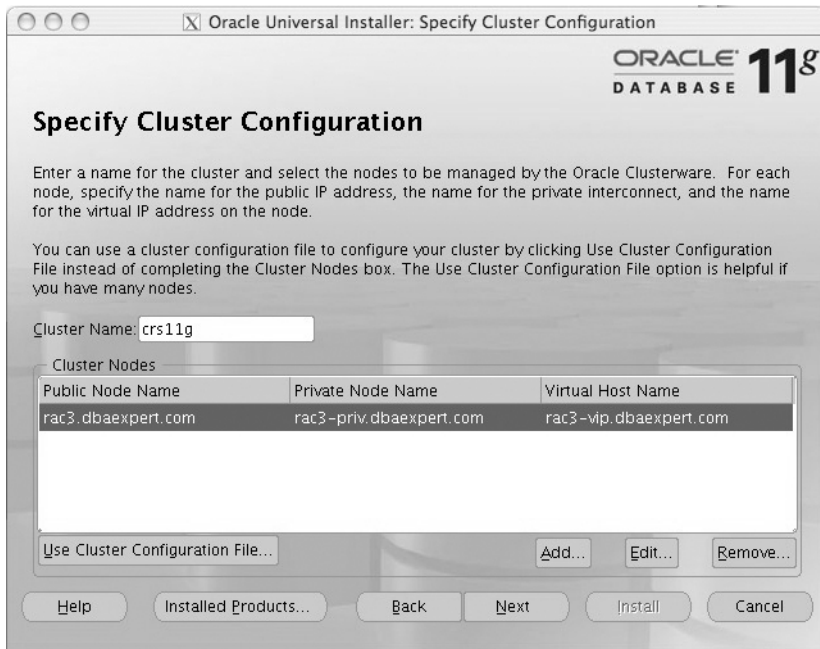 X Oracle Universal Installer: Specify Cluster Configuration
ORACLE 11g
DATABASE
Specify Cluster Configuration
Enter a name for the cluster and select the nodes to be managed by the Oracle Clusterware. For each
node, specify the name for the public IP address, the name for the private interconnect, and the name
for the virtual IP address on the node.
You can use a cluster configuration file to configure your cluster by clicking Use Cluster Configuration
File instead of completing the Cluster Nodes box. The Use Cluster Configuration File option is helpful if
you have many nodes.
Cluster Name: crs11g
Cluster Nodes
Public Node Name Private Node Name Virtual Host Name
rac3.dbaexpert.com rac3-priv.dbaexpert.com rac3-vip.dbaexpert.com
Use Cluster Configuration File... Add... Edit... Remove...
Help Installed Products... Back Next Install Cancel